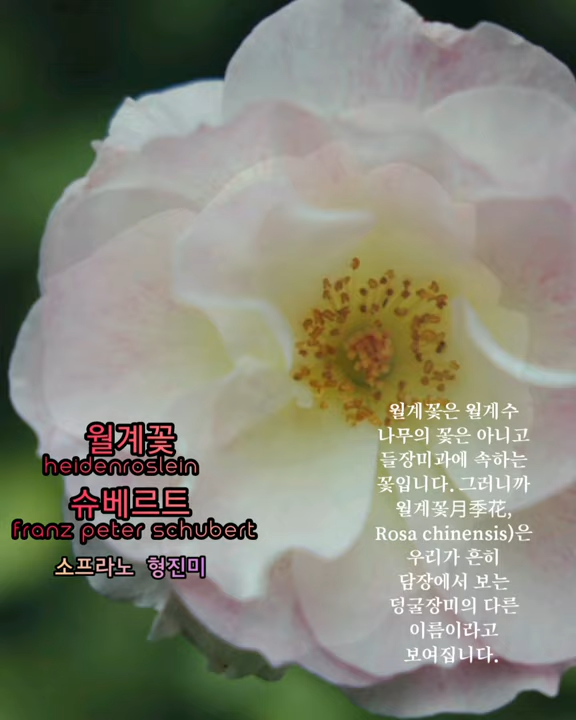 월계꽃
heidenroslein
슈베르트
franz peter schubert
소프라노 형진미
월계꽃은 월계수
나무의 꽃은 아니고
들장미과에 속하는
꽃입니다. 그러니까
월계꽃月季花,
Rosa chinensis)은
우리가 흔히
담장에서 보는
덩굴장미의 다른
이름이라고
보여집니다.